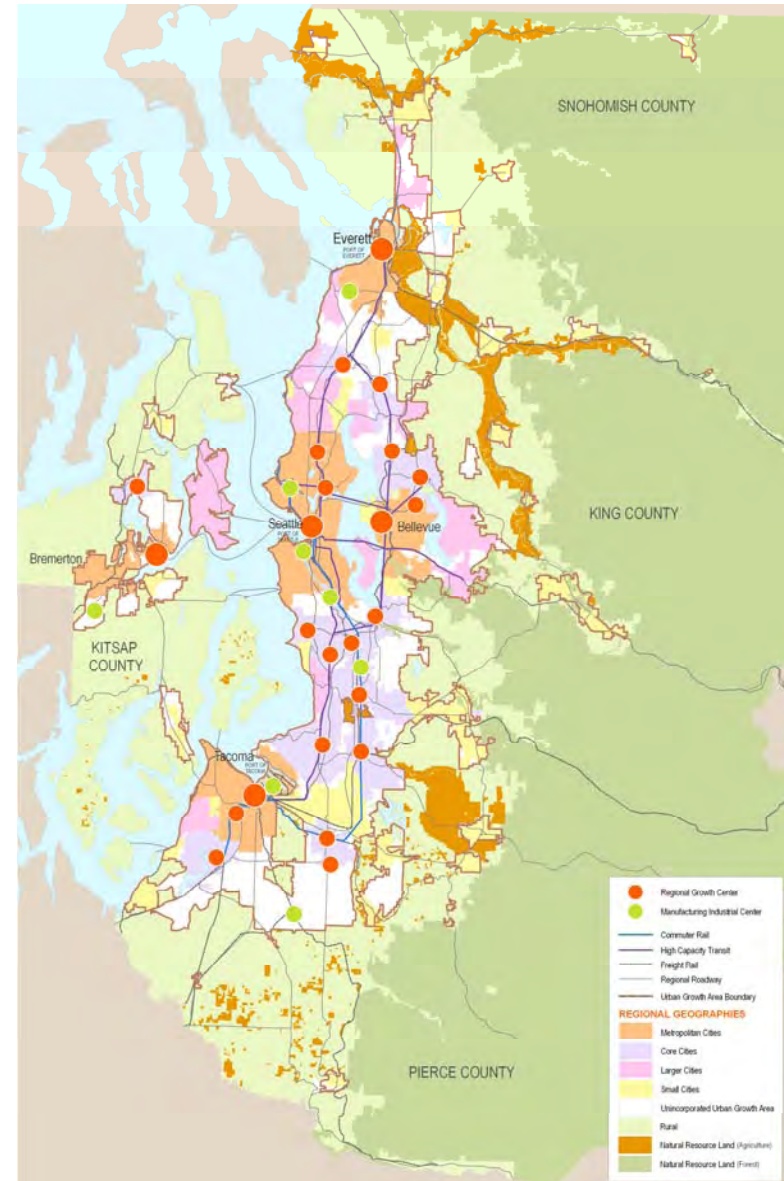 SNOHOMISH COUNTY
Everett
PORT OF
EVERETT
KING COUNTY
Seattle
PORT OF
Bellevue
Bremerton
KITSAP
COUNTY
Tacoma
PORT OF
TACOMA
PIERCE COUNTY
Regional Growth Center
Manufacturing Industrial Center
Commuter Rail
High Capacity Transit
Freight Rail
Regional Roadway
Urban Growth Area Boundary
REGIONAL GEOGRAPHIES
Metropolitan Cities
Core Cities
Larger Cities
Small Cities
Unincorporated Urban Growth Area
Rural
Natural Resource Land (Agriculture)
Natural Resource Land (Forest)